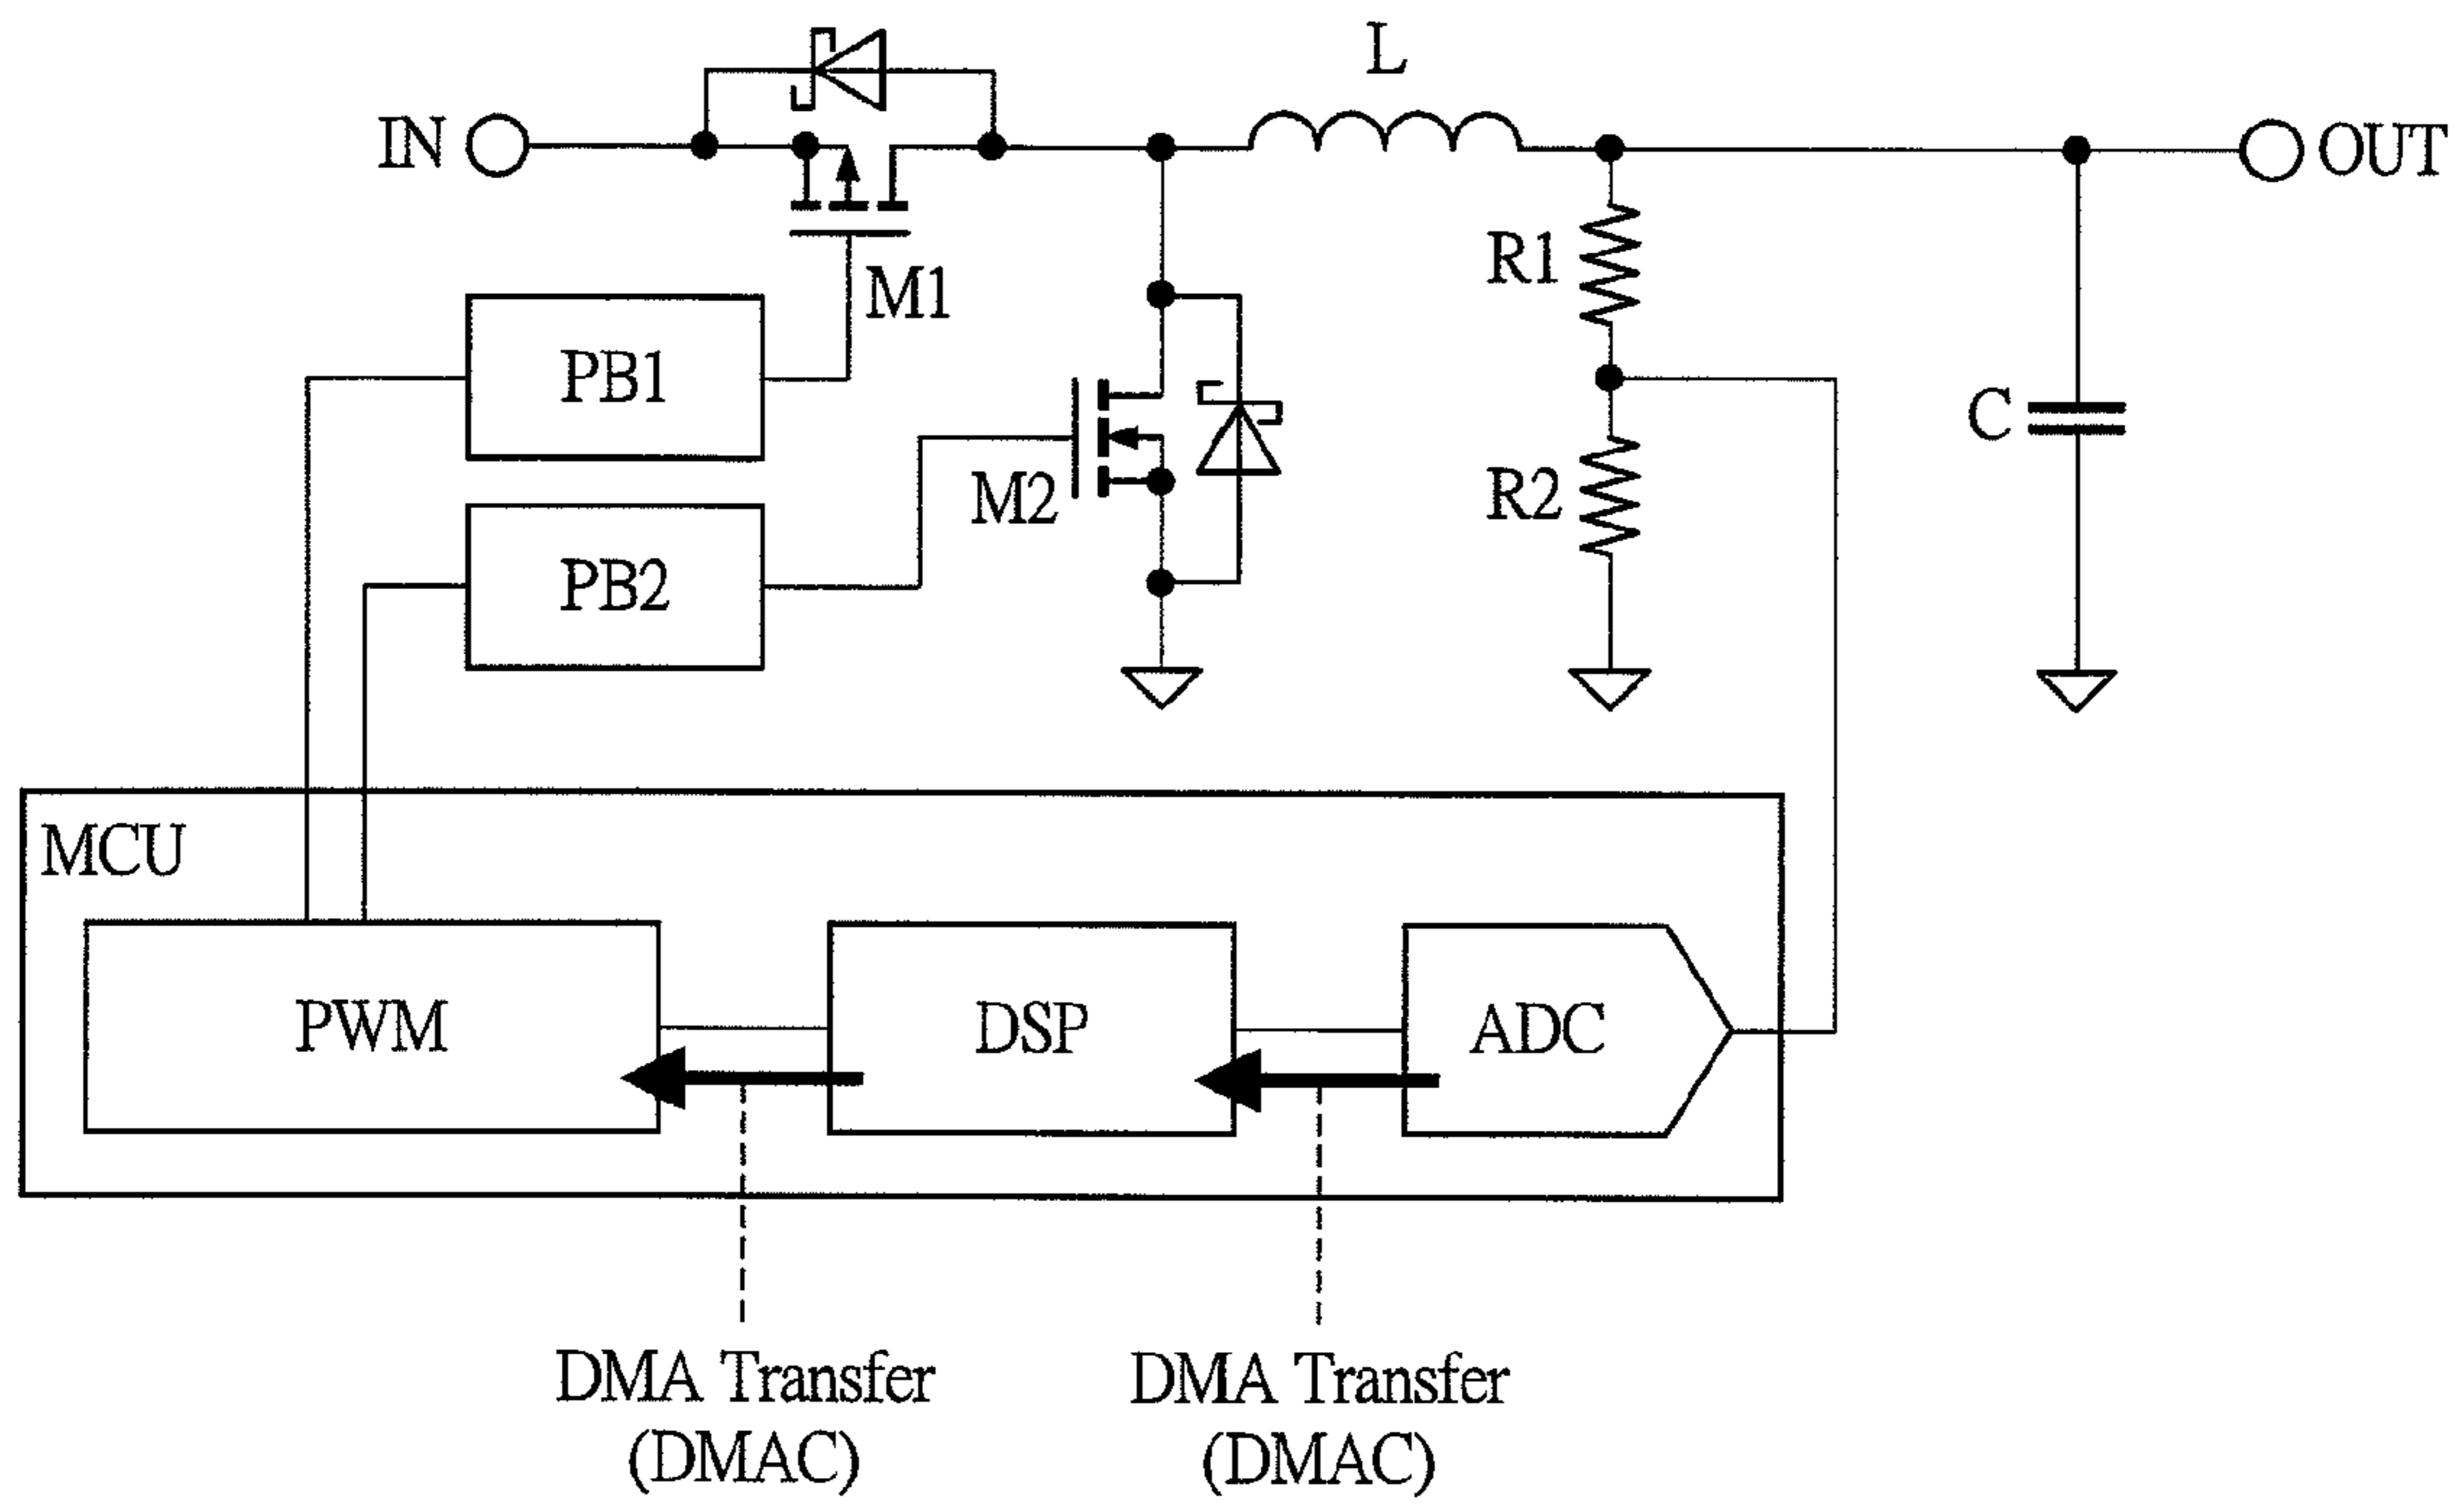 L
IN
OUT
M1
R1
PB1
C
M2
R2
PB2
MCU
PWM
DSP
ADC
DMA Transfer
(DMAC)
DMA Transfer
(DMAC)